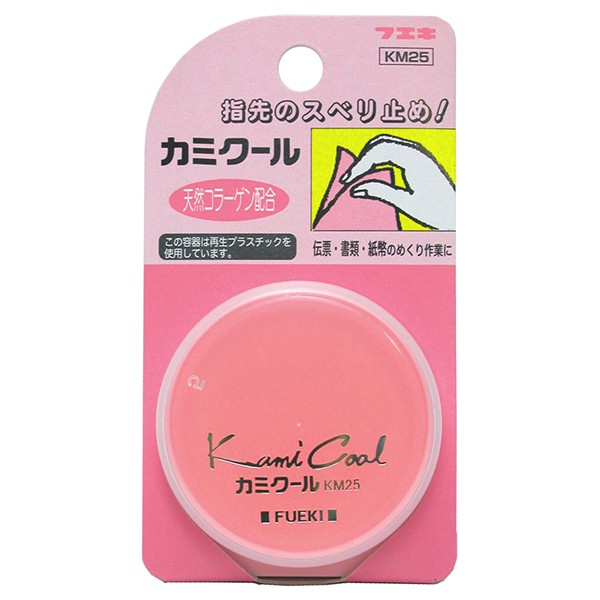 フエキ
KM25
指先のスベリ止め!
カミクール
天然コラーゲン配合
この容器は再生プラスチックを
使用しています。
伝票・書類・紙幣のめくり作業に
Kami Coal
カミクール KM25
FUEKI